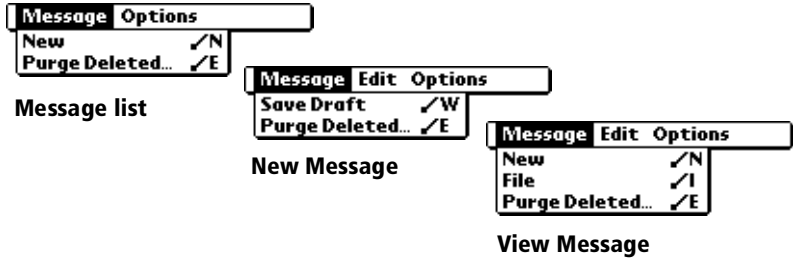 Message Options
New ✓N
Purge Deleted... ✓E
Message list
Message Edit Options
Save Draft ✓W
Purge Deleted... ✓E
New Message
Message Edit Options
New ✓N
File ✓I
Purge Deleted... ✓E
View Message